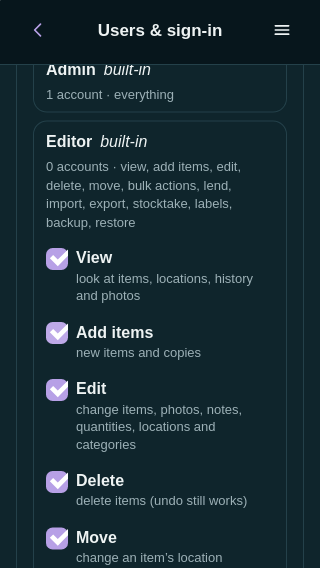 Users & sign-in
Admin built-in
1 account · everything
Editor built-in
0 accounts · view, add items, edit,
delete, move, bulk actions, lend,
import, export, stocktake, labels,
backup, restore
View
look at items, locations, history
and photos
Add items
new items and copies
Edit
change items, photos, notes,
quantities, locations and
categories
Delete
delete items (undo still works)
Move
change an item’s location